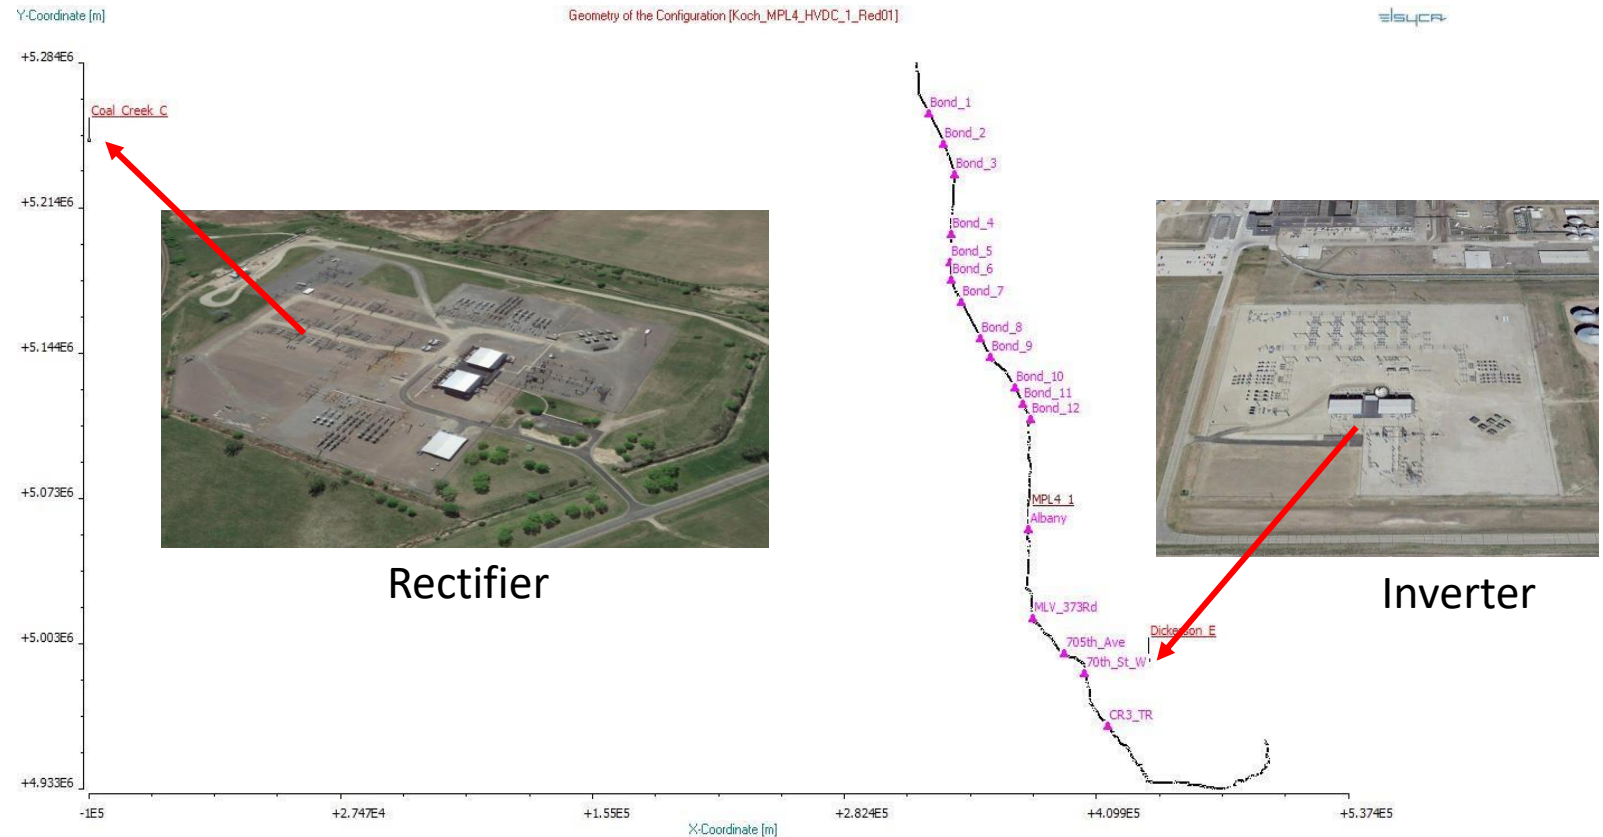 Y-Coordinate [m]
Geometry of the Configuration [Koch_MPL4_HVDC_1_Red01]
elsyca
+5.284E6
Coal_Creek_C
Bond_1
Bond_2
Bond_3
+5.214E6
Bond_4
Bond_5
Bond_6
Bond_7
Bond_8
+5.144E6
Bond_9
Bond_10
Bond_11
Bond_12
+5.073E6
MPL4_1
Albany
Rectifier
Inverter
MLV_373Rd
+5.003E6
705th_Ave
Dickerson_E
70th_St_W
CR3_TR
+4.933E6
-1E5
+2.747E4
+1.55E5
+2.824E5
+4.099E5
+5.374E5
X-Coordinate [m]